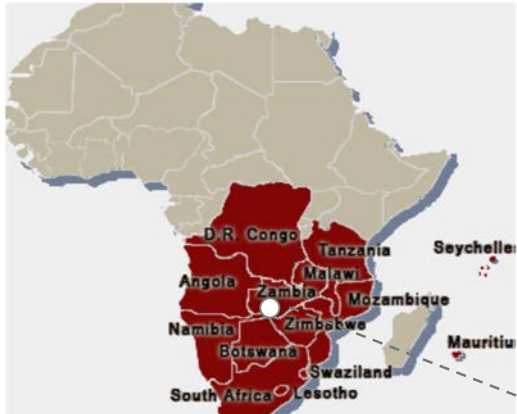 D.R. Congo
Tanzania
Seychelle
Malawi
Angola
Zambia
Mozambique
Namibia
Zimbabwe
Botswana
Mauritiu
Swaziland
South Africa
Lesotho